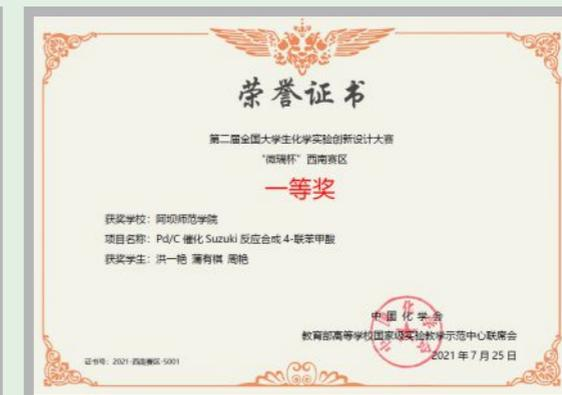 荣誉证书
第二届全国大学生化学实验创新设计大赛
“微瑞杯” 西南赛区
一等奖
获奖学校：阿坝师范学院
项目名称：Pd/C 催化 Suzuki 反应合成 4-联苯甲酸
获奖学生：洪一艳 蒲有棋 周艳
中国化学会
教育部高等学校国家级实验教学示范中心联席会
证书号：2021-西南赛区-S001
2021 年 7 月 25 日